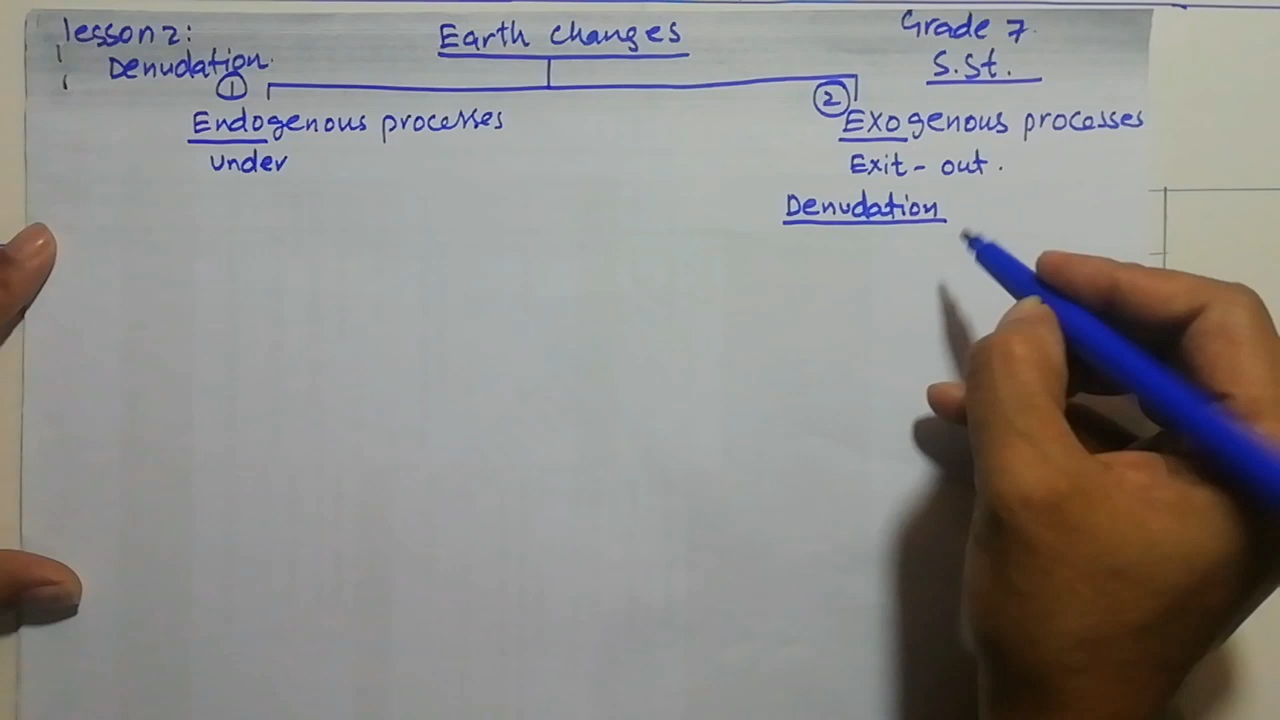 lesson 2:
Denudation.
Earth changes
Grade 7.
S.St.
1
Endogenous processes
under
2
Exogenous processes
Exit - out.
Denudation